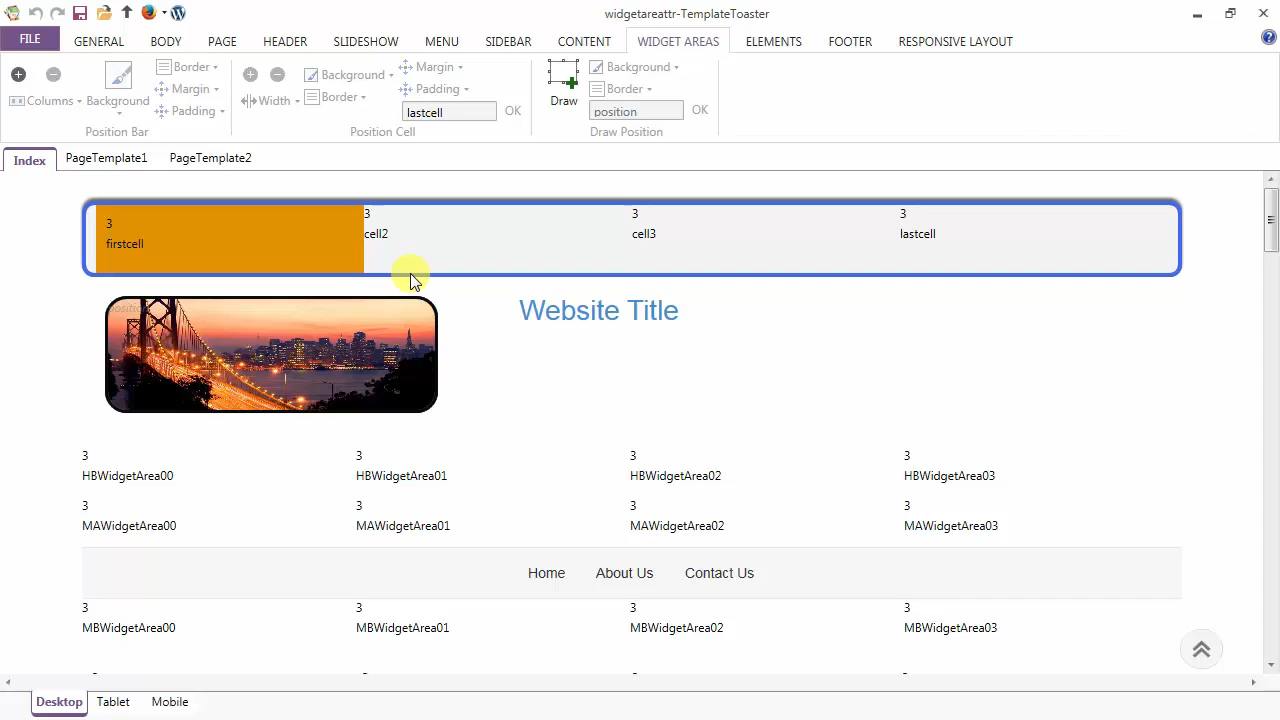 widgetareattr-TemplateToaster
FILE GENERAL BODY PAGE HEADER SLIDESHOW MENU SIDEBAR CONTENT WIDGET AREAS ELEMENTS FOOTER RESPONSIVE LAYOUT
Border Background Margin Background
Margin Padding Border
Columns Background Width Border Draw
Padding lastcell OK position OK
Position Bar Position Cell Draw Position
Index PageTemplate1 PageTemplate2
3 3 3 3
firstcell cell2 cell3 lastcell
position
Website Title
3 3 3 3
HBWidgetArea00 HBWidgetArea01 HBWidgetArea02 HBWidgetArea03
3 3 3 3
MAWidgetArea00 MAWidgetArea01 MAWidgetArea02 MAWidgetArea03
Home About Us Contact Us
3 3 3 3
MBWidgetArea00 MBWidgetArea01 MBWidgetArea02 MBWidgetArea03
Desktop Tablet Mobile